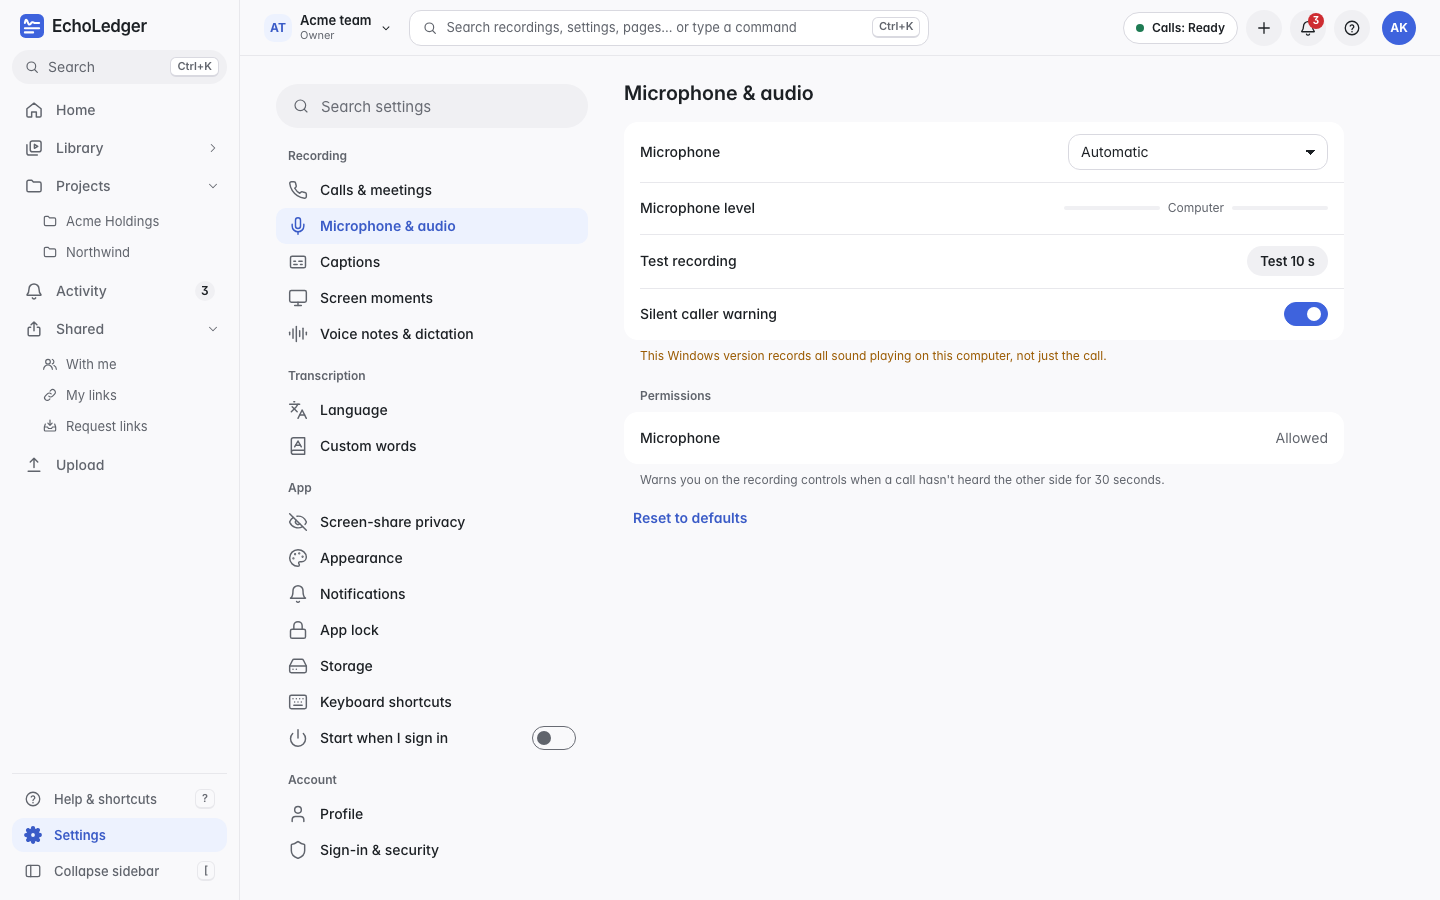 EchoLedger
Search Ctrl+K
Home
Library
Projects
Acme Holdings
Northwind
Activity 3
Shared
With me
My links
Request links
Upload
Help & shortcuts ?
Settings
Collapse sidebar [
AT Acme team
Owner
Search recordings, settings, pages... or type a command Ctrl+K
Calls: Ready
3
AK
Search settings
Recording
Calls & meetings
Microphone & audio
Captions
Screen moments
Voice notes & dictation
Transcription
Language
Custom words
App
Screen-share privacy
Appearance
Notifications
App lock
Storage
Keyboard shortcuts
Start when I sign in
Account
Profile
Sign-in & security
Microphone & audio
Microphone Automatic
Microphone level Computer
Test recording Test 10 s
Silent caller warning
This Windows version records all sound playing on this computer, not just the call.
Permissions
Microphone Allowed
Warns you on the recording controls when a call hasn't heard the other side for 30 seconds.
Reset to defaults